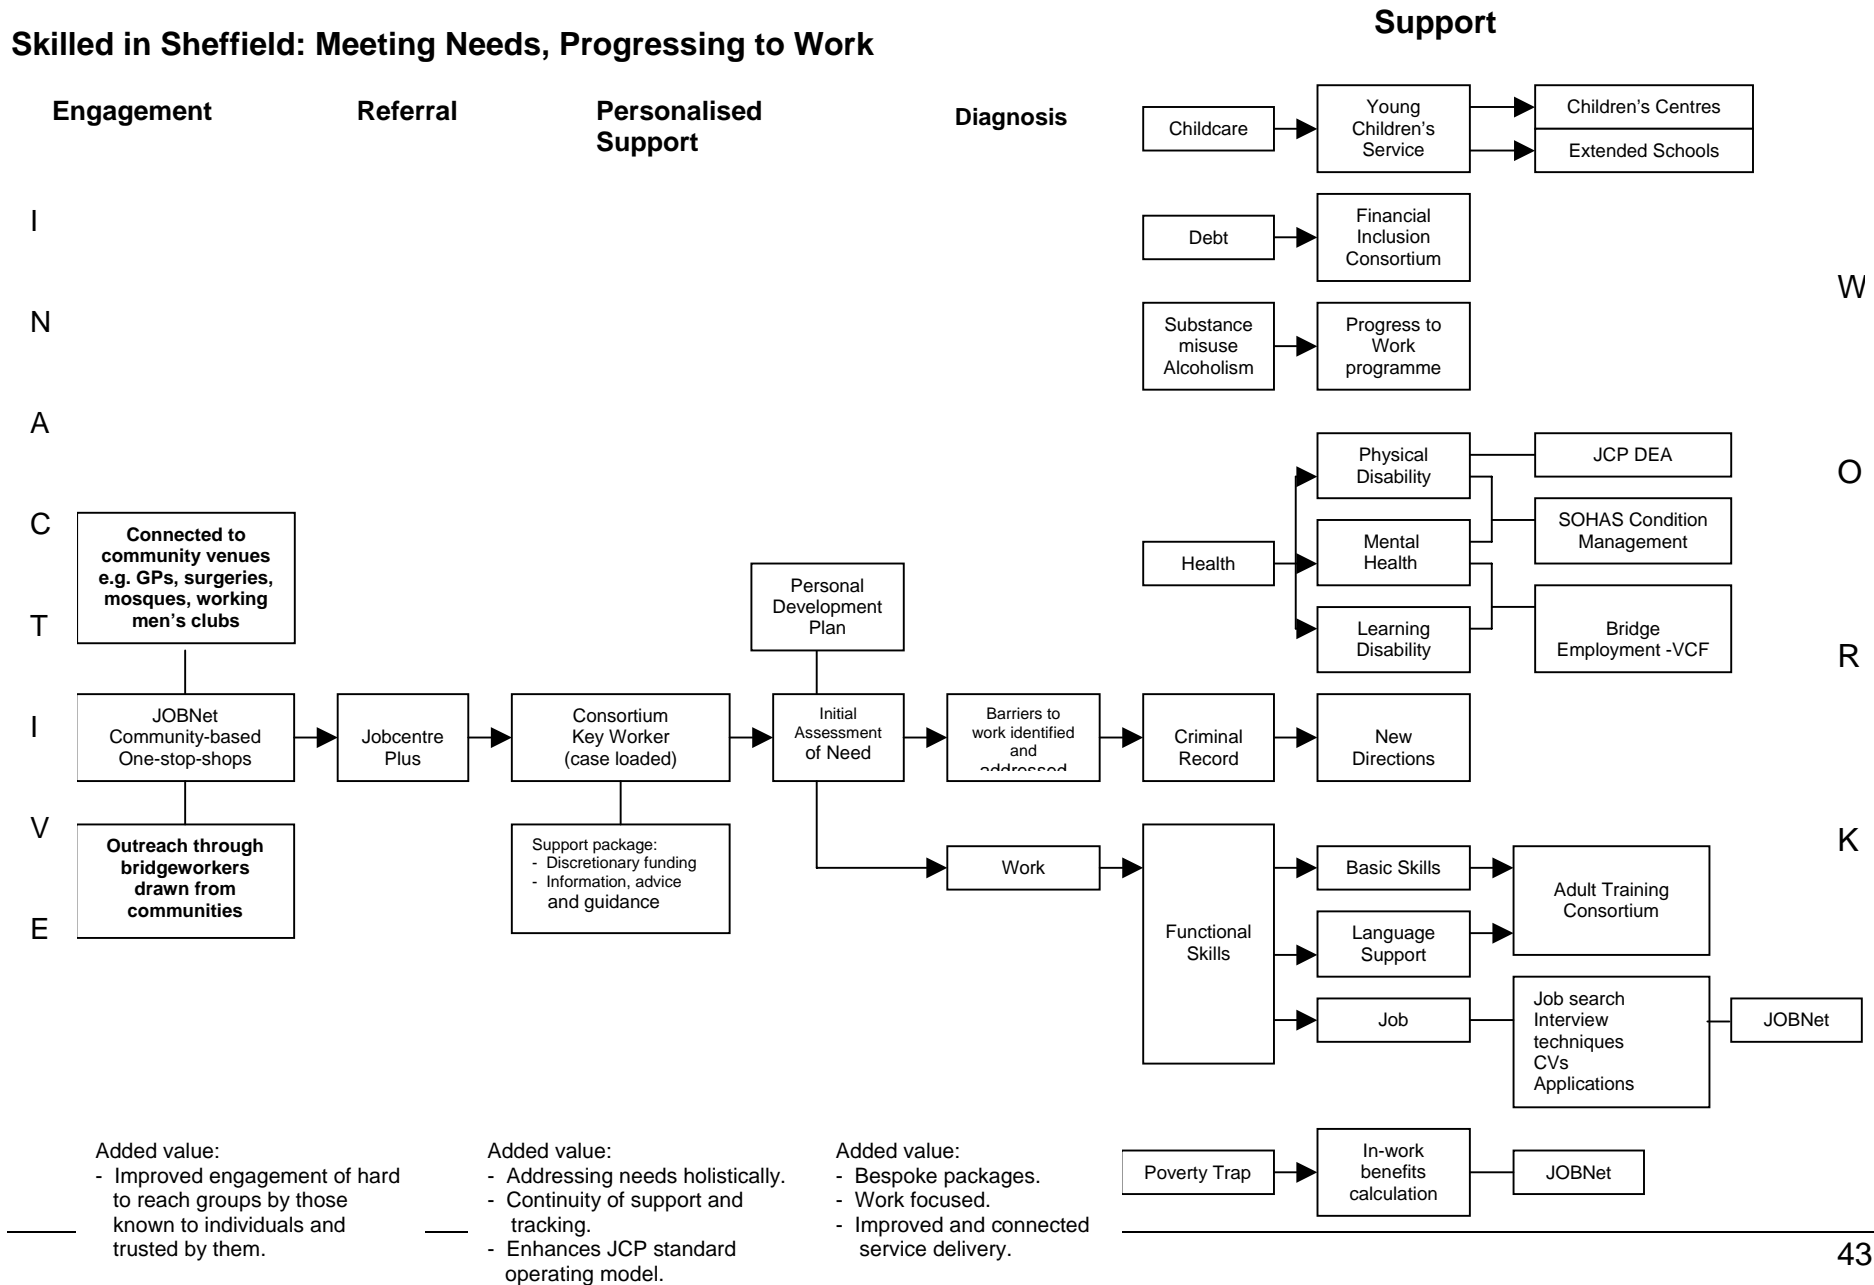 Support
Skilled in Sheffield: Meeting Needs, Progressing to Work
Engagement
Referral
Personalised
Support
Diagnosis
I
N
A
C
T
I
V
E
Connected to
community venues
e.g. GPs, surgeries,
mosques, working
men's clubs
JOBNet
Community-based
One-stop-shops
Outreach through
bridgeworkers
drawn from
communities
Jobcentre
Plus
Consortium
Key Worker
(case loaded)
Support package:
- Discretionary funding
- Information, advice
and guidance
Personal
Development
Plan
Initial
Assessment
of Need
Barriers to
work identified
and
addressed
Work
Childcare
Young
Children's
Service
Children's Centres
Extended Schools
Debt
Financial
Inclusion
Consortium
Substance
misuse
Alcoholism
Progress to
Work
programme
Health
Physical
Disability
Mental
Health
Learning
Disability
JCP DEA
SOHAS Condition
Management
Bridge
Employment -VCF
Criminal
Record
New
Directions
Functional
Skills
Basic Skills
Language
Support
Job
Adult Training
Consortium
Job search
Interview
techniques
CVs
Applications
JOBNet
Poverty Trap
In-work
benefits
calculation
JOBNet
W
O
R
K
Added value:
- Improved engagement of hard
to reach groups by those
known to individuals and
trusted by them.
Added value:
- Addressing needs holistically.
- Continuity of support and
tracking.
- Enhances JCP standard
operating model.
Added value:
- Bespoke packages.
- Work focused.
- Improved and connected
service delivery.
43